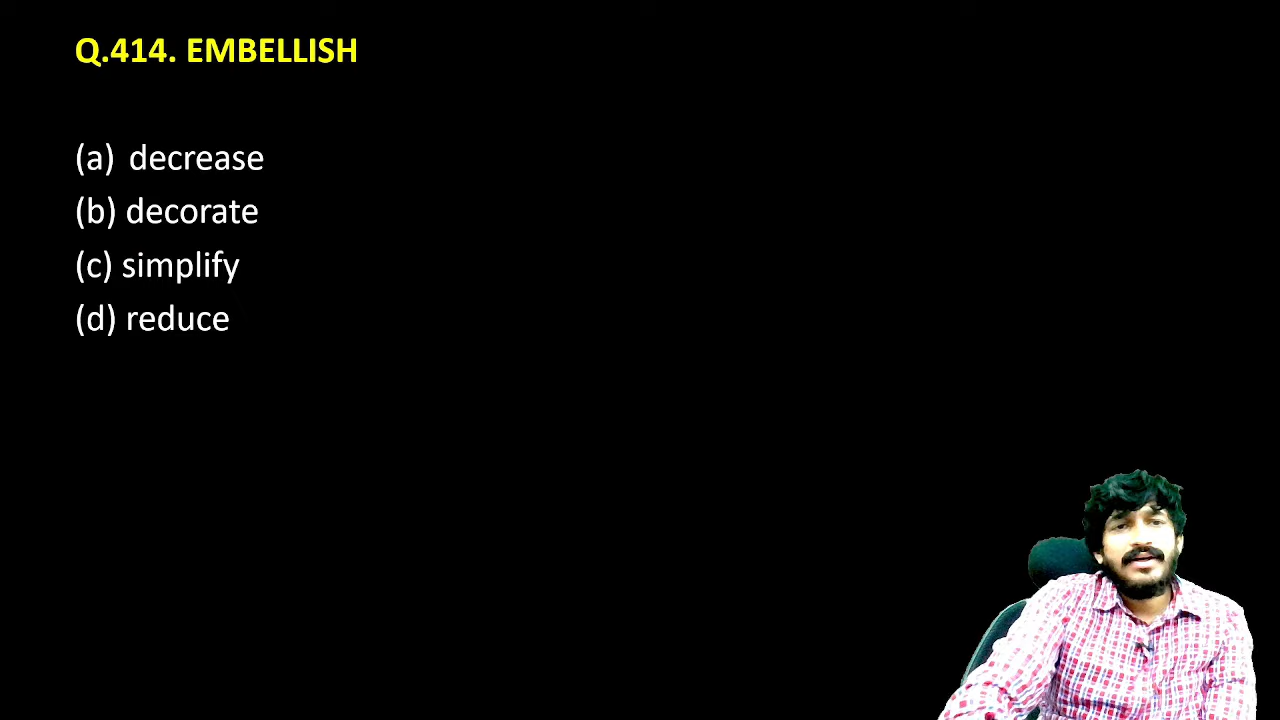 Q.414. EMBELLISH
(a) decrease
(b) decorate
(c) simplify
(d) reduce